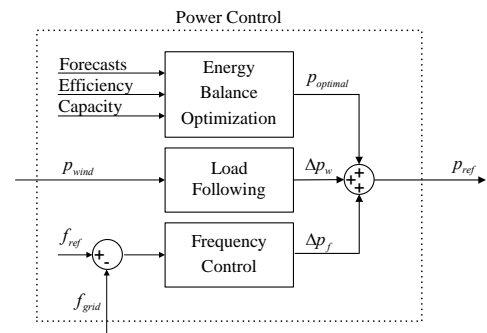 Power Control
Forecasts
Efficiency
Capacity
Energy
Balance
Optimization
p_optimal
p_wind
Load
Following
Δp_w
+
+
+
p_ref
f_ref
+
-
Frequency
Control
Δp_f
f_grid